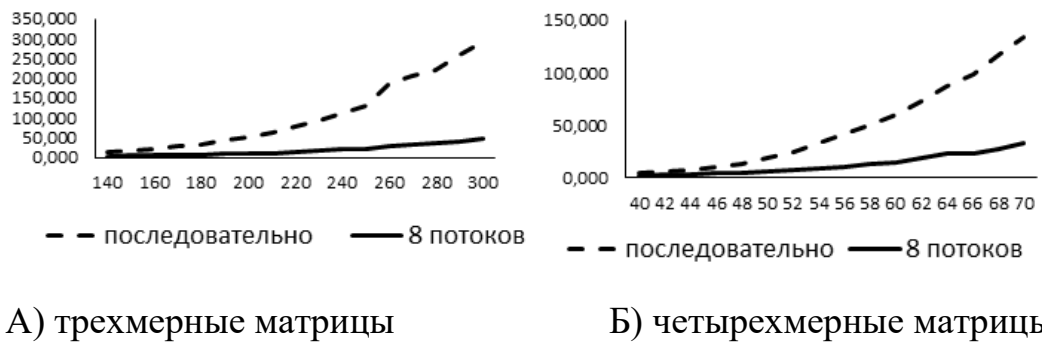 350,000
300,000
250,000
200,000
150,000
100,000
50,000
0,000
140 160 180 200 220 240 260 280 300
последовательно 8 потоков
150,000
100,000
50,000
0,000
40 42 44 46 48 50 52 54 56 58 60 62 64 66 68 70
последовательно 8 потоков
А) трехмерные матрицы
Б) четырехмерные матрицы